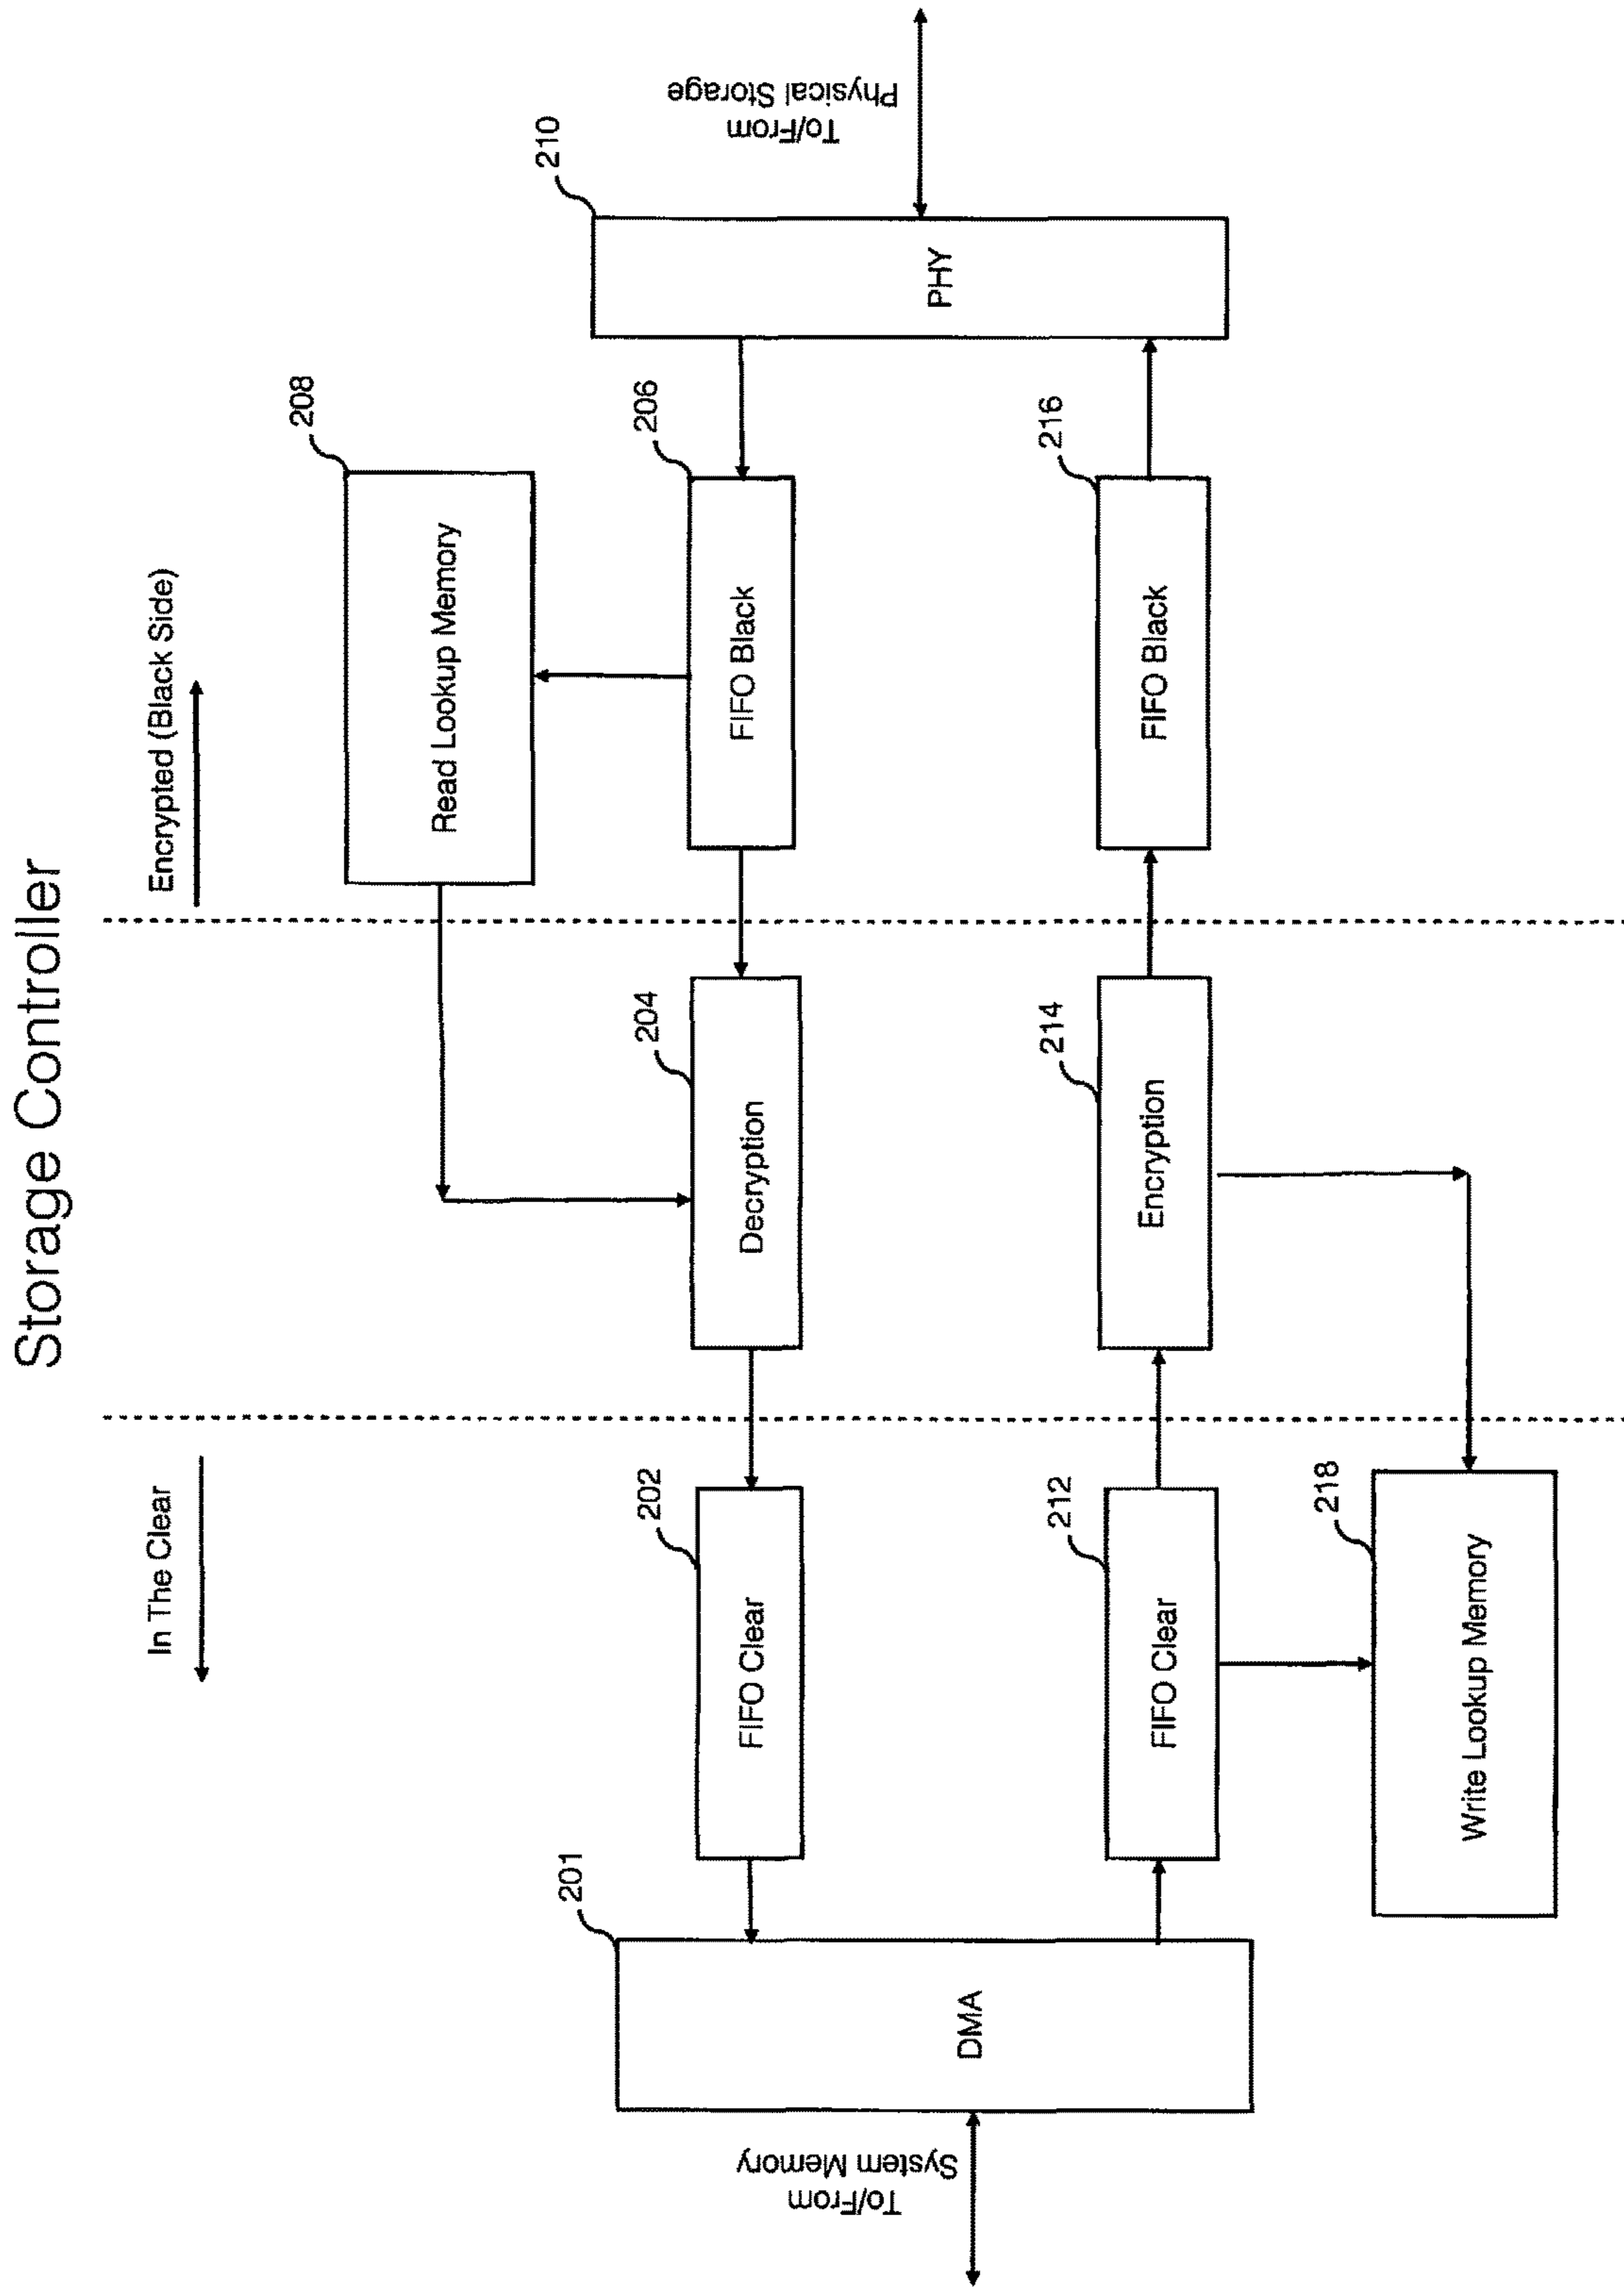 Storage Controller
In The Clear
Encrypted (Black Side)
208
Read Lookup Memory
201
202
204
206
210
FIFO Clear
Decryption
FIFO Black
To/From
System Memory
DMA
PHY
To/From
Physical Storage
212
214
216
FIFO Clear
Encryption
FIFO Black
218
Write Lookup Memory